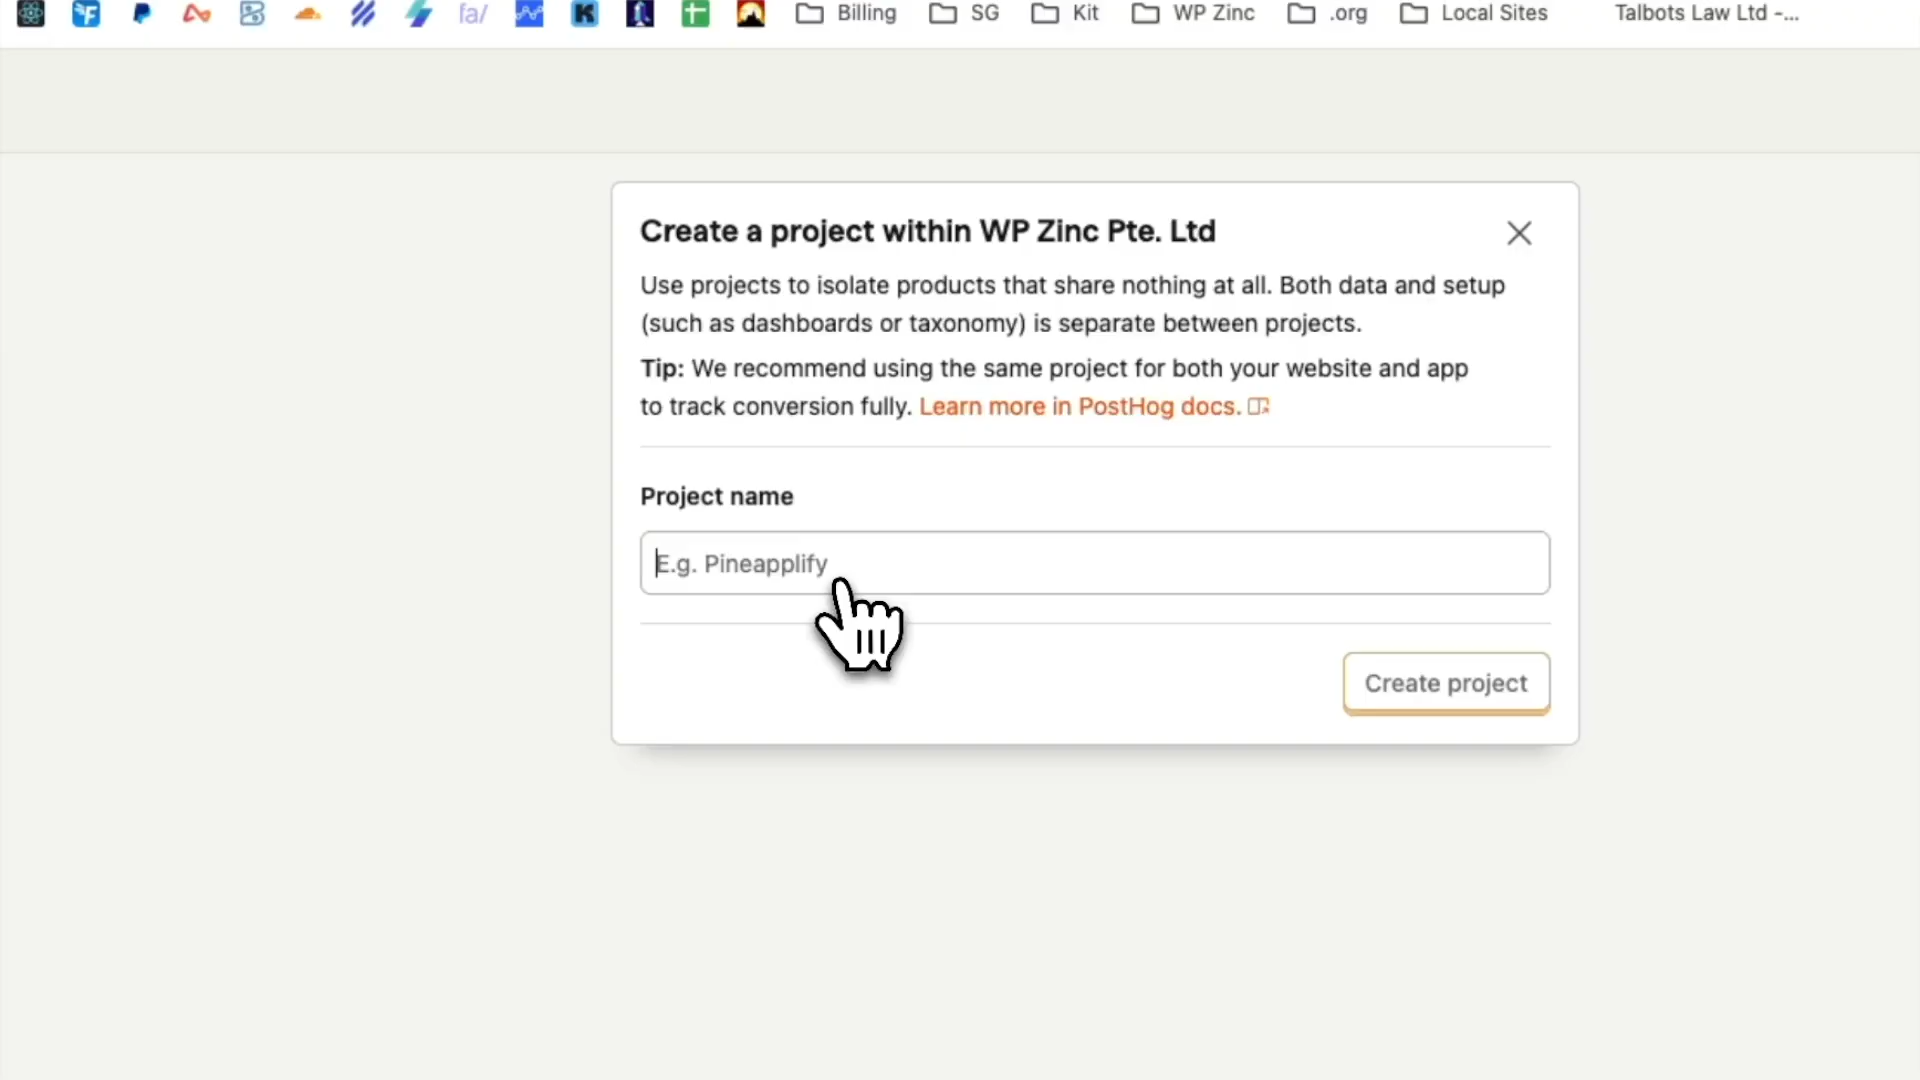 fa/ Billing SG Kit WP Zinc .org Local Sites Talbots Law Ltd -...
Create a project within WP Zinc Pte. Ltd
Use projects to isolate products that share nothing at all. Both data and setup
(such as dashboards or taxonomy) is separate between projects.
Tip: We recommend using the same project for both your website and app
to track conversion fully. Learn more in PostHog docs.
Project name
E.g. Pineapplify
Create project